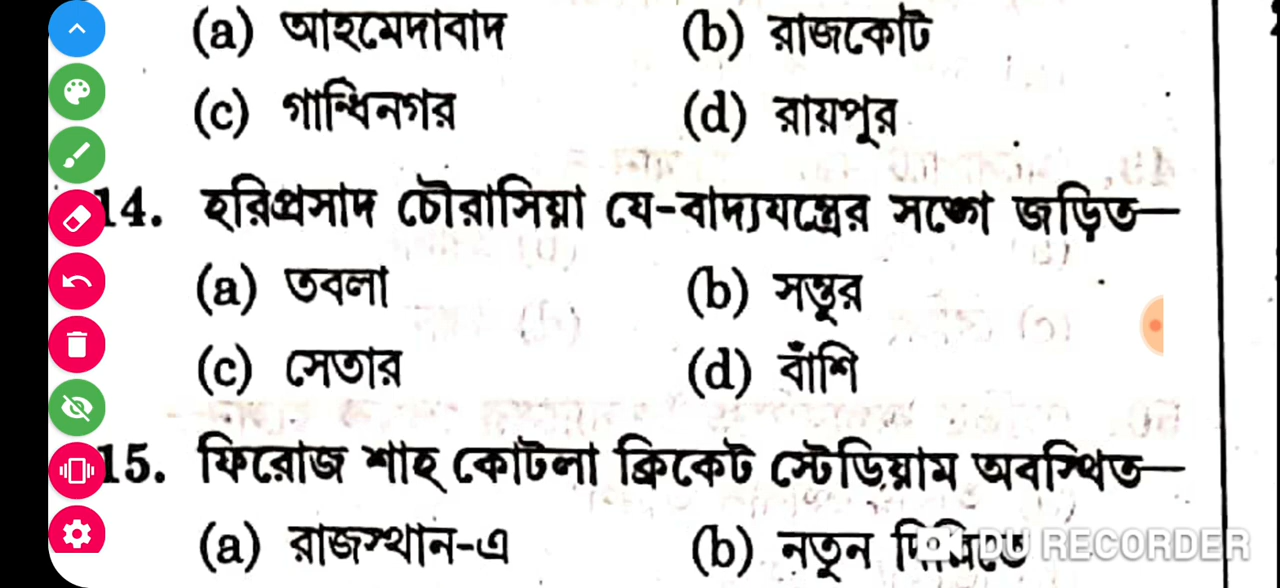 (a) আহমেদাবাদ (b) রাজকোট
(c) গান্ধিনগর (d) রায়পুর
14. হরিপ্রসাদ চৌরাসিয়া যে-বাদ্যযন্ত্রের সঙ্গে জড়িত—
(a) তবলা (b) সন্তুর
(c) সেতার (d) বাঁশি
15. ফিরোজ শাহ কোটলা ক্রিকেট স্টেডিয়াম অবস্থিত—
(a) রাজস্থান-এ (b) নতুন দিল্লিতে
DU RECORDER